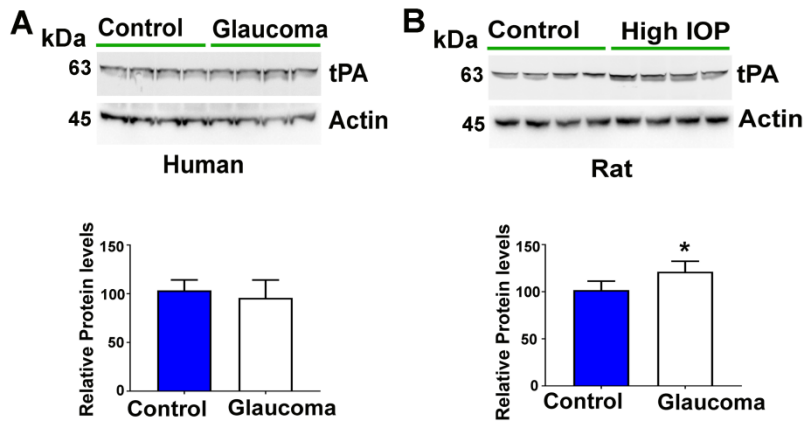 A
kDa Control Glaucoma
63 tPA
45 Actin
Human
Relative Protein levels
150
100
50
0
Control Glaucoma
B
kDa Control High IOP
63 tPA
45 Actin
Rat
Relative Protein levels
150
100
50
0
*
Control Glaucoma